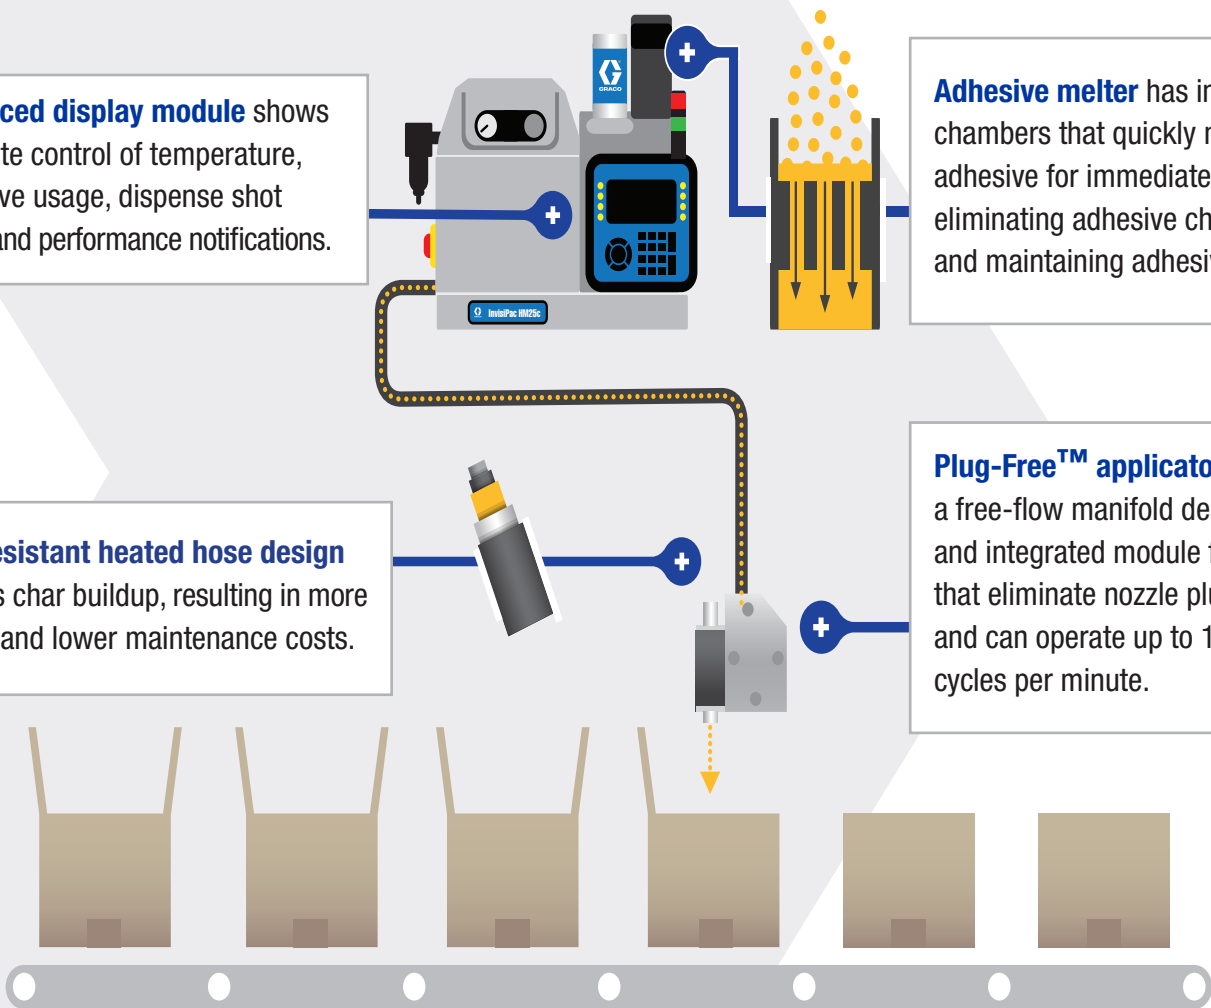 ced display module shows
te control of temperature,
ve usage, dispense shot
and performance notifications.
GRACO
InvisiPac HM25c
Adhesive melter has in
chambers that quickly m
adhesive for immediate
eliminating adhesive ch
and maintaining adhesiv
esistant heated hose design
s char buildup, resulting in more
and lower maintenance costs.
Plug-Free™ applicato
a free-flow manifold de
and integrated module f
that eliminate nozzle plu
and can operate up to 1
cycles per minute.